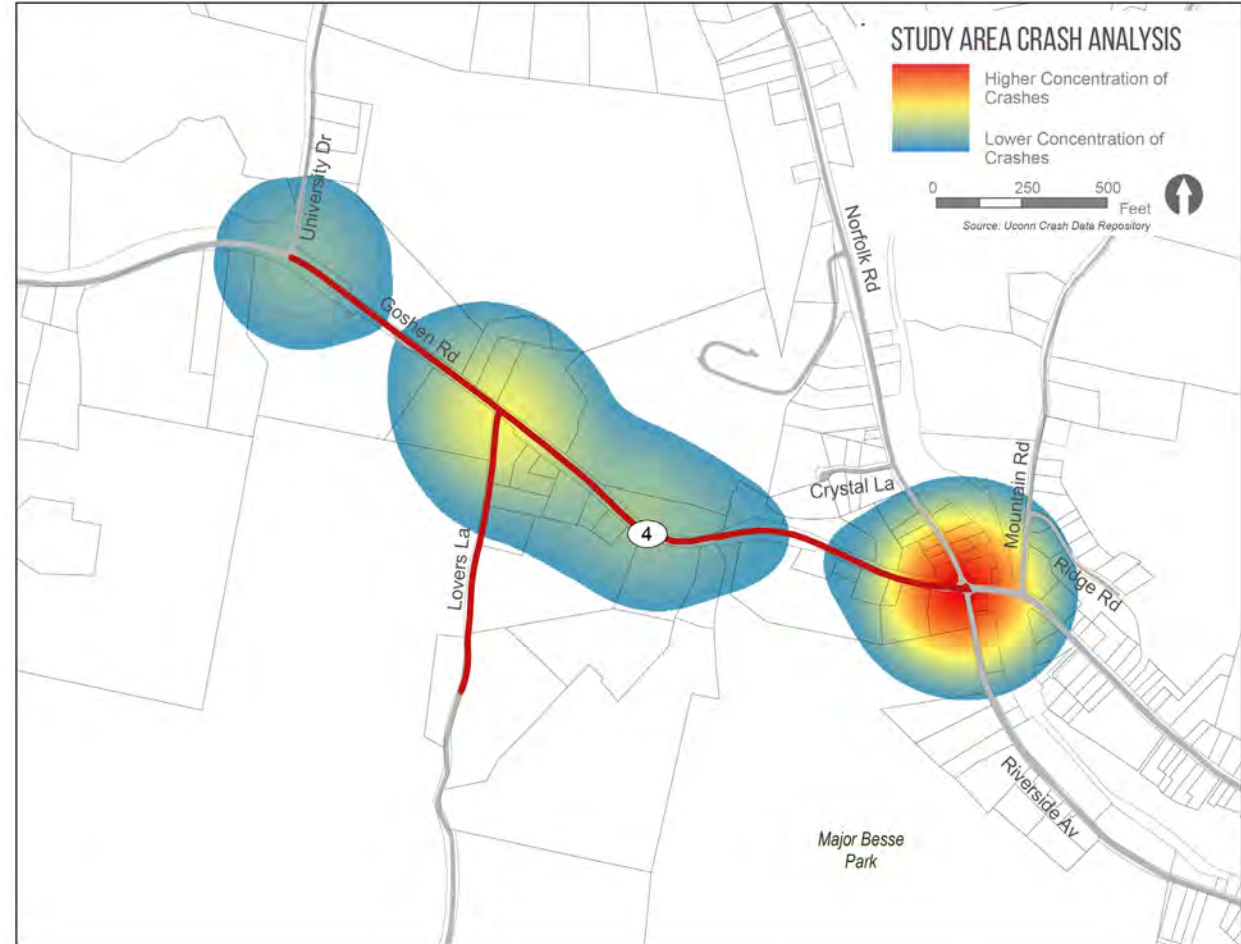 STUDY AREA CRASH ANALYSIS
Higher Concentration of
Crashes
Lower Concentration of
Crashes
0 250 500
Feet
Source: Uconn Crash Data Repository
University Dr
Goshen Rd
Norfolk Rd
Lovers La
4
Crystal La
Mountain Rd
Ridge Rd
Riverside Av
Major Besse
Park